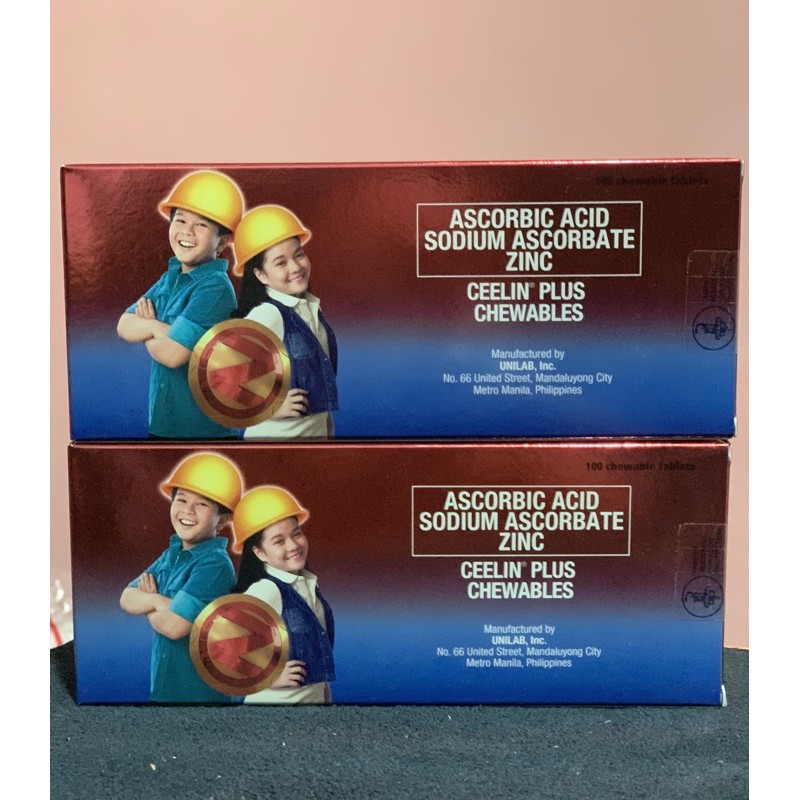 100 chewable Tablets
ASCORBIC ACID
SODIUM ASCORBATE
ZINC
CEELIN® PLUS
CHEWABLES
Manufactured by
UNILAB, Inc.
No. 66 United Street, Mandaluyong City
Metro Manila, Philippines
100 chewable Tablets
ASCORBIC ACID
SODIUM ASCORBATE
ZINC
CEELIN® PLUS
CHEWABLES
Manufactured by
UNILAB, Inc.
No. 66 United Street, Mandaluyong City
Metro Manila, Philippines